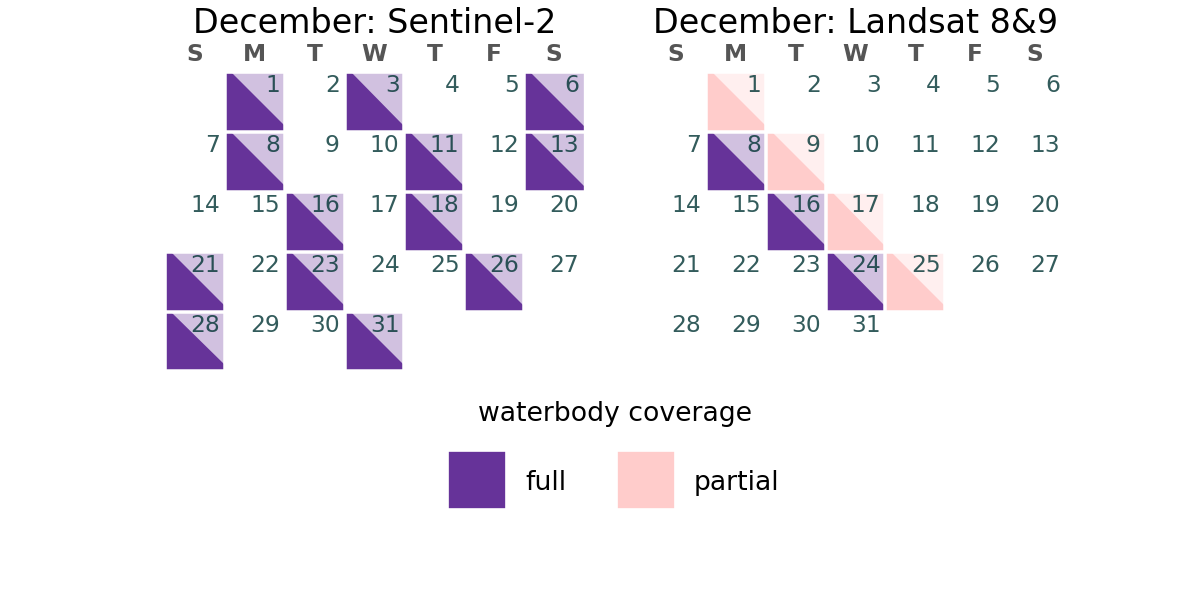 December: Sentinel-2
S M T W T F S
1 2 3 4 5 6
7 8 9 10 11 12 13
14 15 16 17 18 19 20
21 22 23 24 25 26 27
28 29 30 31
December: Landsat 8&9
S M T W T F S
1 2 3 4 5 6
7 8 9 10 11 12 13
14 15 16 17 18 19 20
21 22 23 24 25 26 27
28 29 30 31
waterbody coverage
full
partial